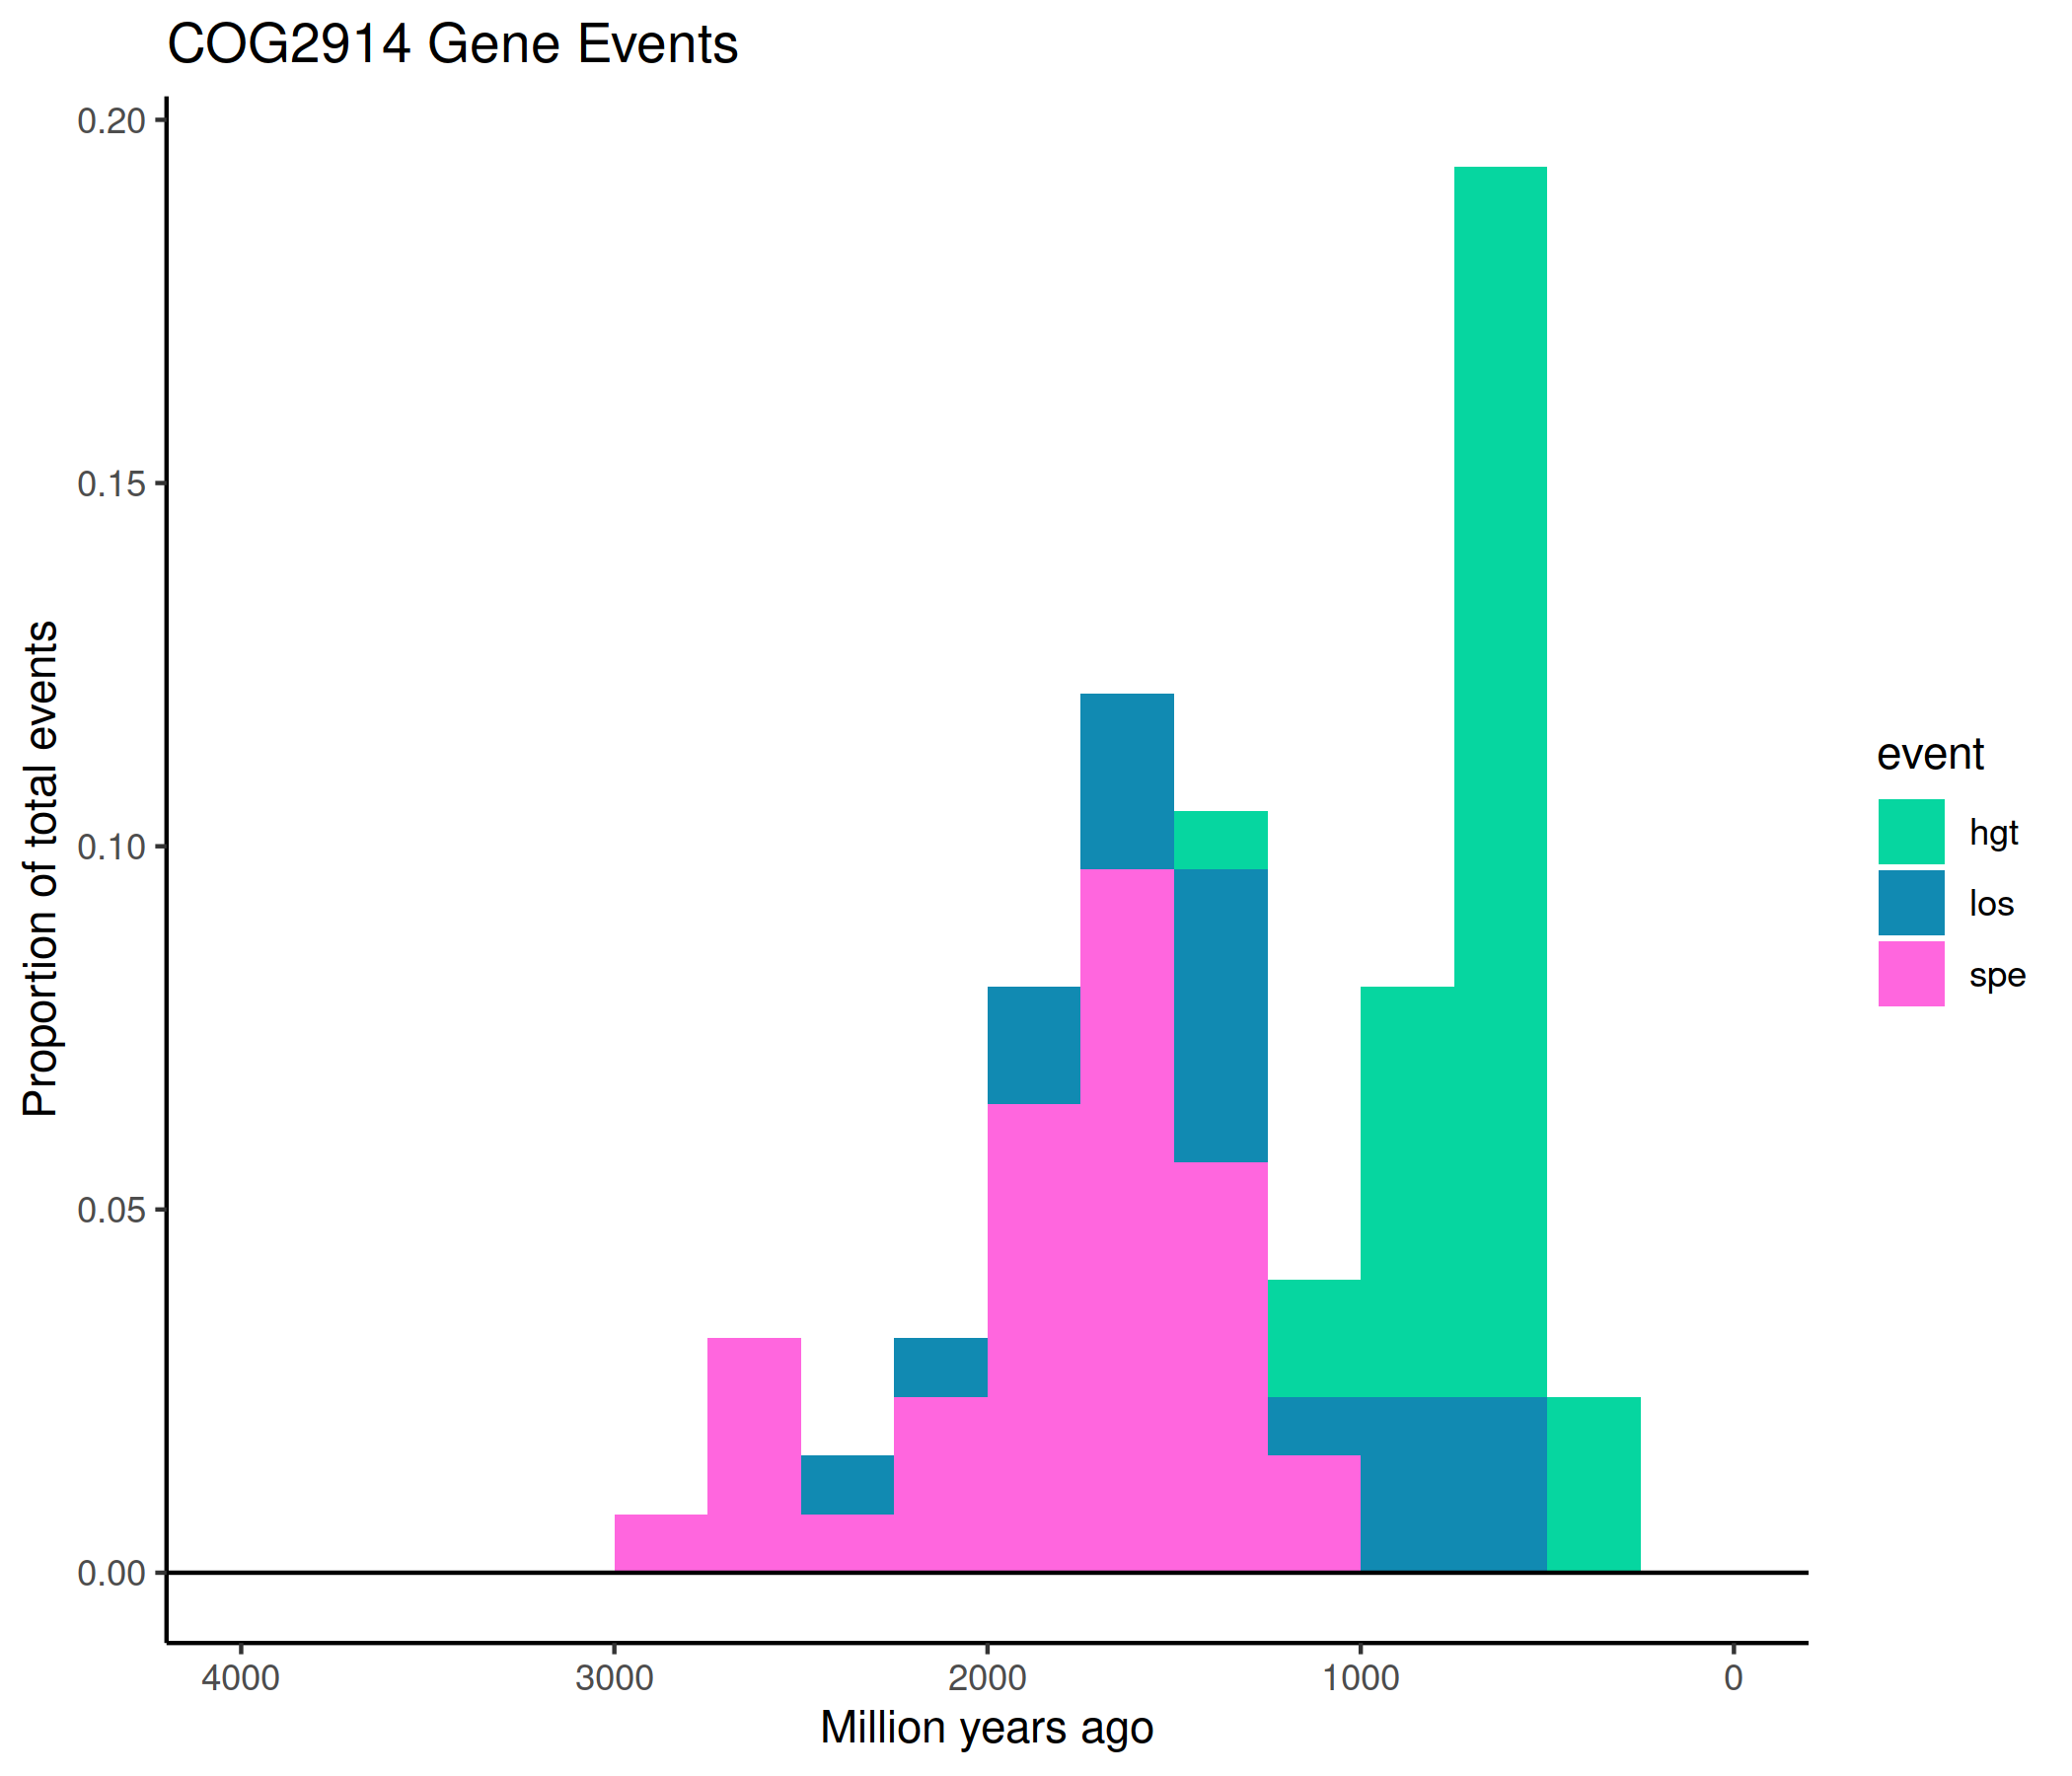 COG2914 Gene Events
0.20
0.15
0.10
0.05
0.00
Proportion of total events
4000 3000 2000 1000 0
Million years ago
event
hgt
los
spe